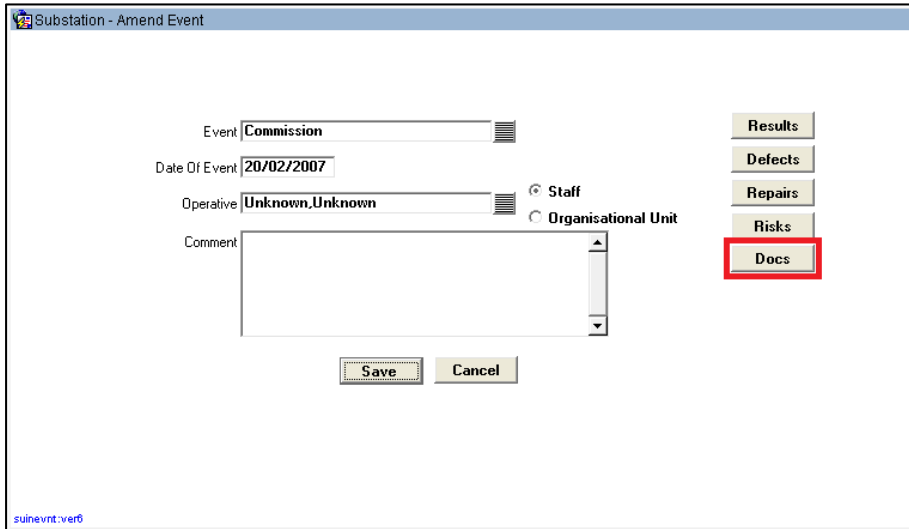 Substation - Amend Event
Event Commission
Results
Date Of Event 20/02/2007
Defects
Operative Unknown,Unknown
Staff
Organisational Unit
Repairs
Risks
Comment
Docs
Save Cancel
suinevnt:ver6